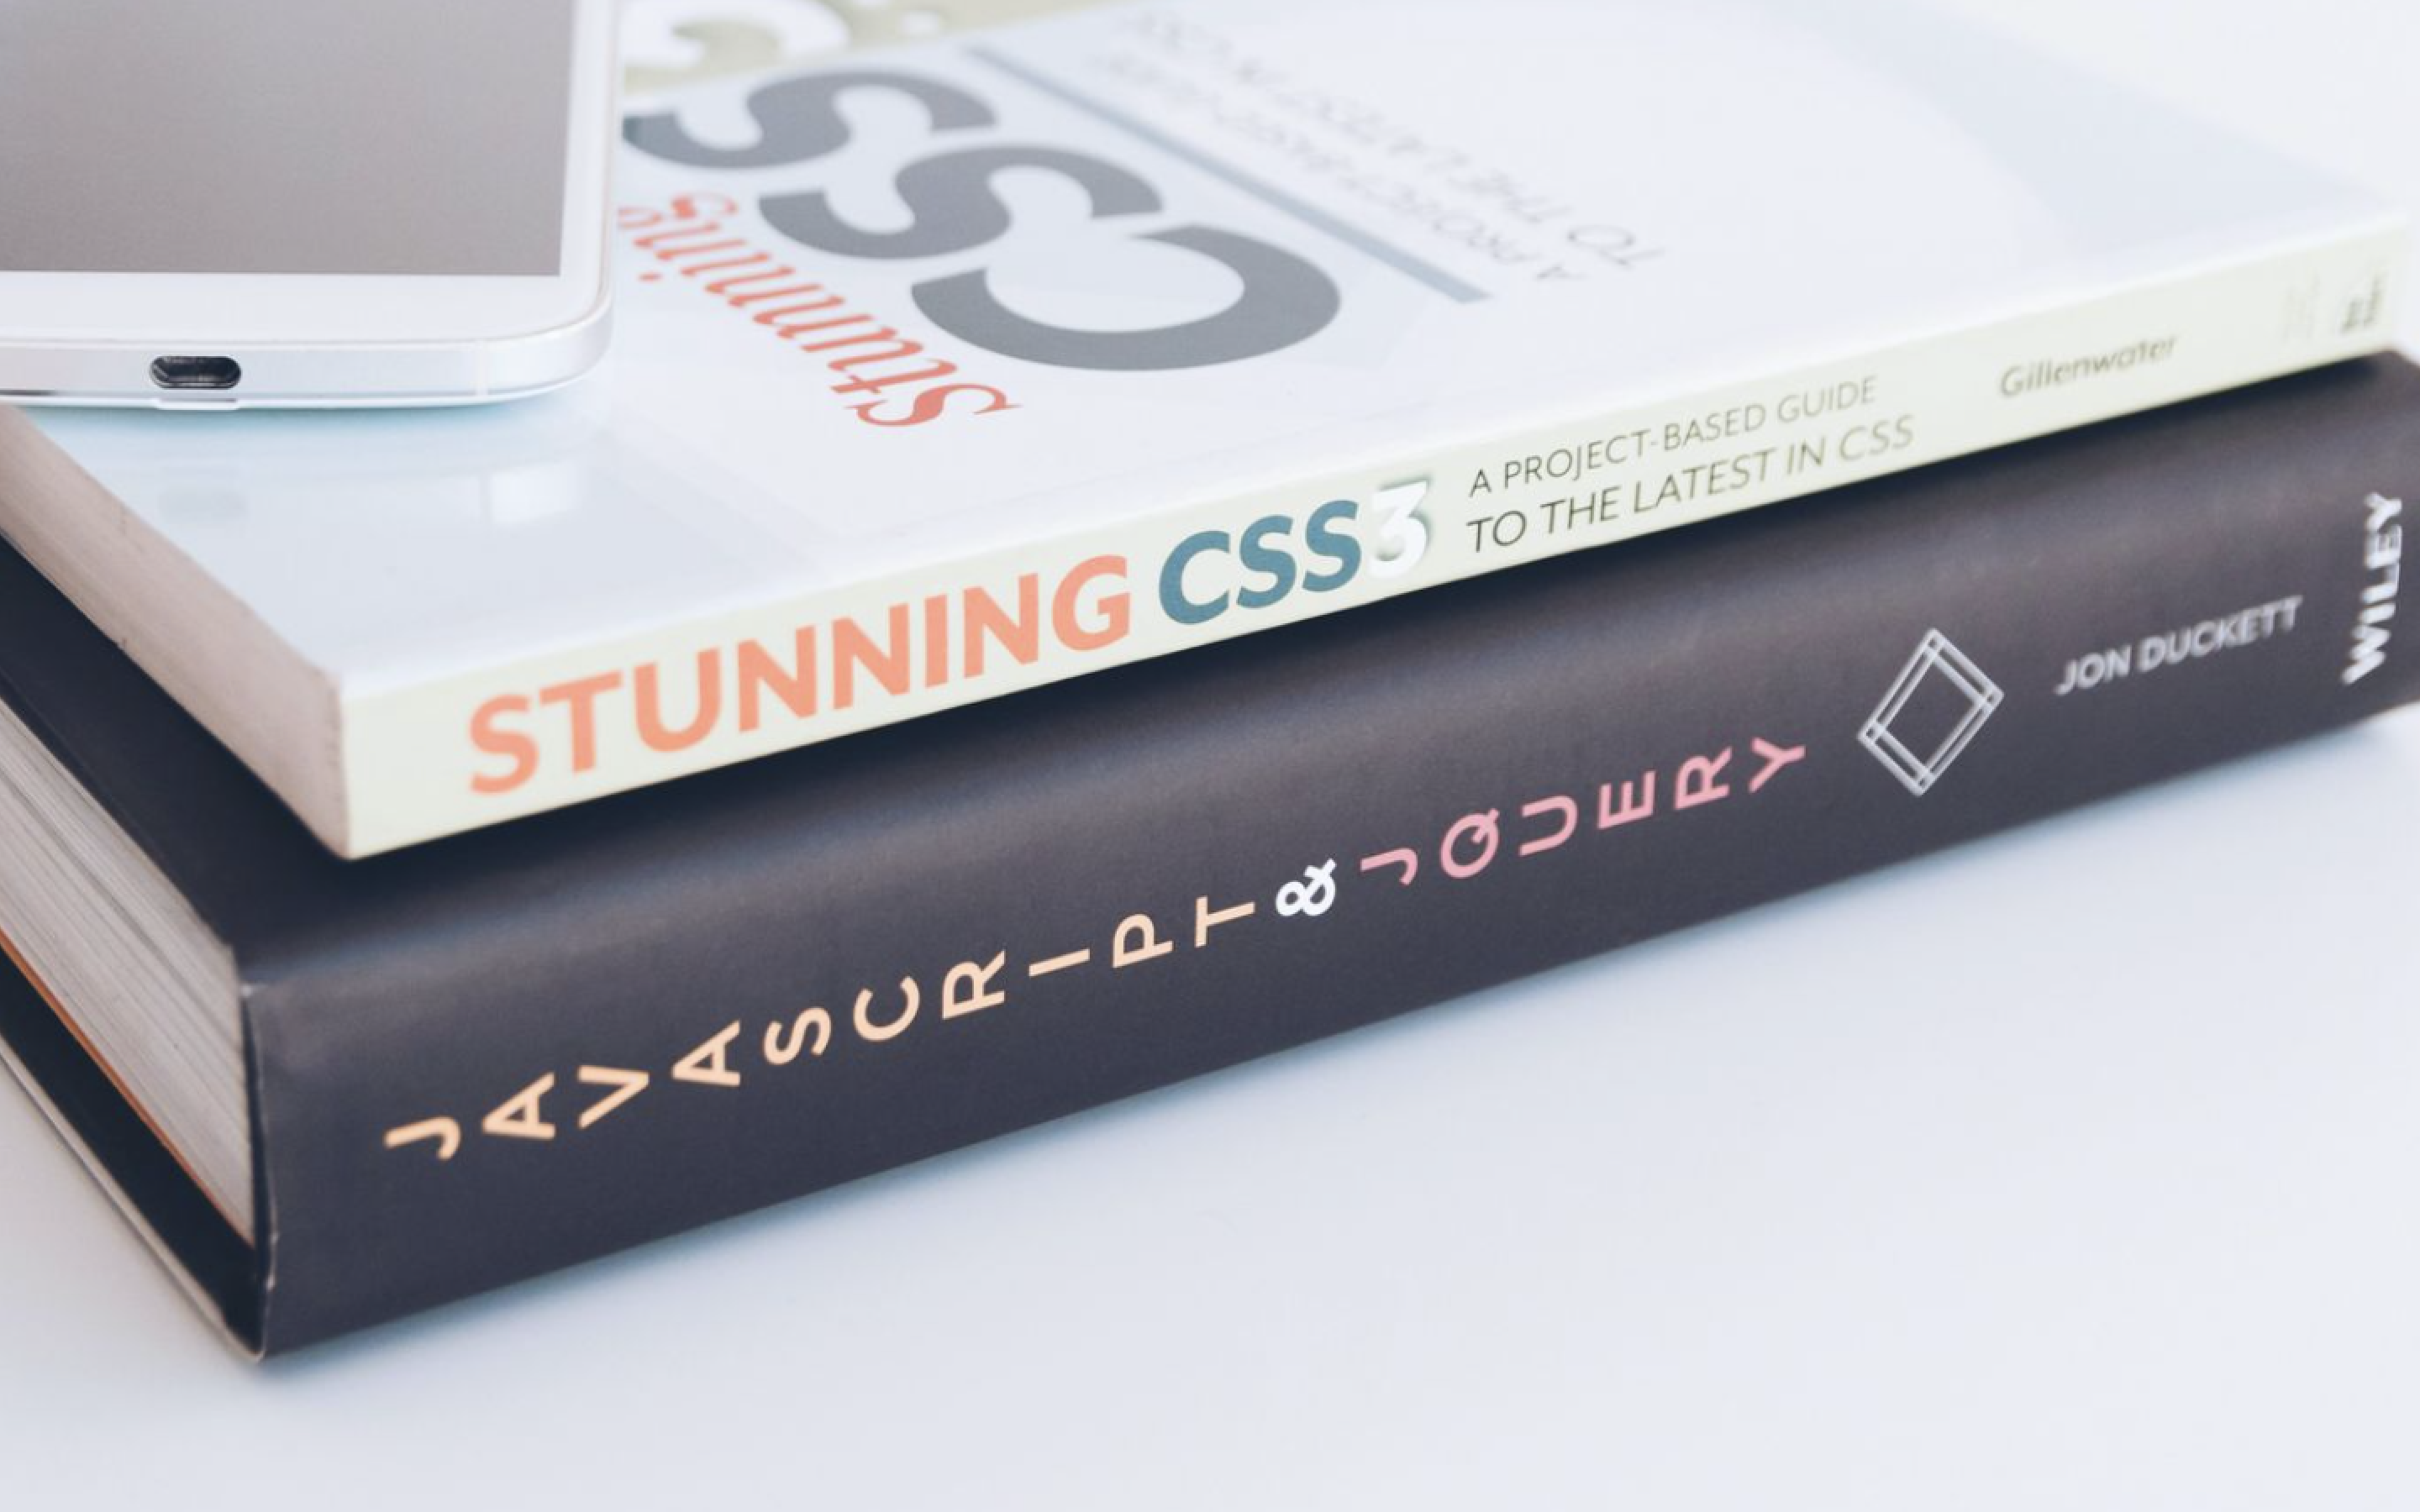 Stunning
CSS
A PROJECT-BASED GUIDE
TO THE LATEST IN CSS
STUNNING CSS3
A PROJECT-BASED GUIDE
TO THE LATEST IN CSS
Gillenwater
JAVASCRIPT & JQUERY
JON DUCKETT
WILEY